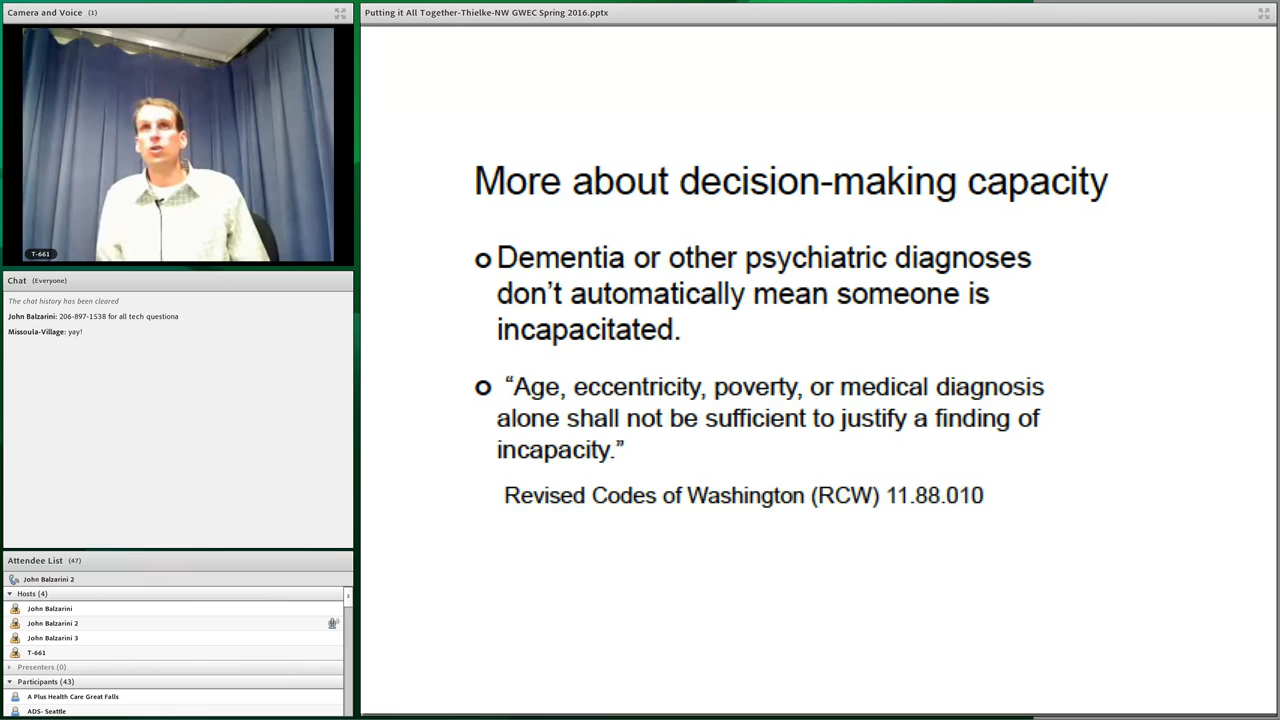 Camera and Voice (1)
T-661
Chat (Everyone)
The chat history has been cleared
John Balzarini: 206-897-1538 for all tech questiona
Missoula-Village: yay!
Attendee List (47)
John Balzarini 2
Hosts (4)
John Balzarini
John Balzarini 2
John Balzarini 3
T-661
Presenters (0)
Participants (43)
A Plus Health Care Great Falls
ADS- Seattle
Putting it All Together-Thielke-NW GWEC Spring 2016.pptx
More about decision-making capacity
Dementia or other psychiatric diagnoses
don’t automatically mean someone is
incapacitated.
“Age, eccentricity, poverty, or medical diagnosis
alone shall not be sufficient to justify a finding of
incapacity.”
Revised Codes of Washington (RCW) 11.88.010